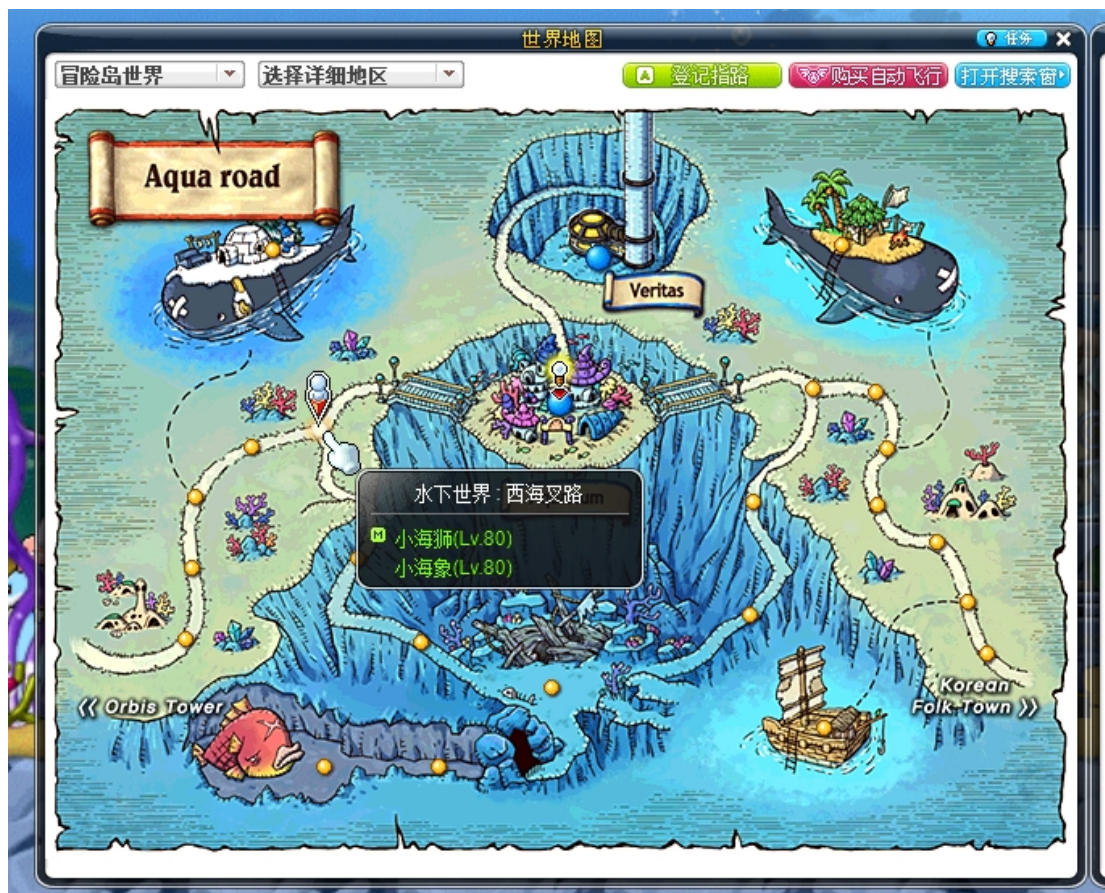 世界地图
任务
冒险岛世界
选择详细地区
A 登记指路
购买自动飞行
打开搜索窗
Aqua road
Veritas
水下世界 : 西海叉路
M 小海狮(Lv.80)
小海象(Lv.80)
<< Orbis Tower
Korean
Folk Town >>